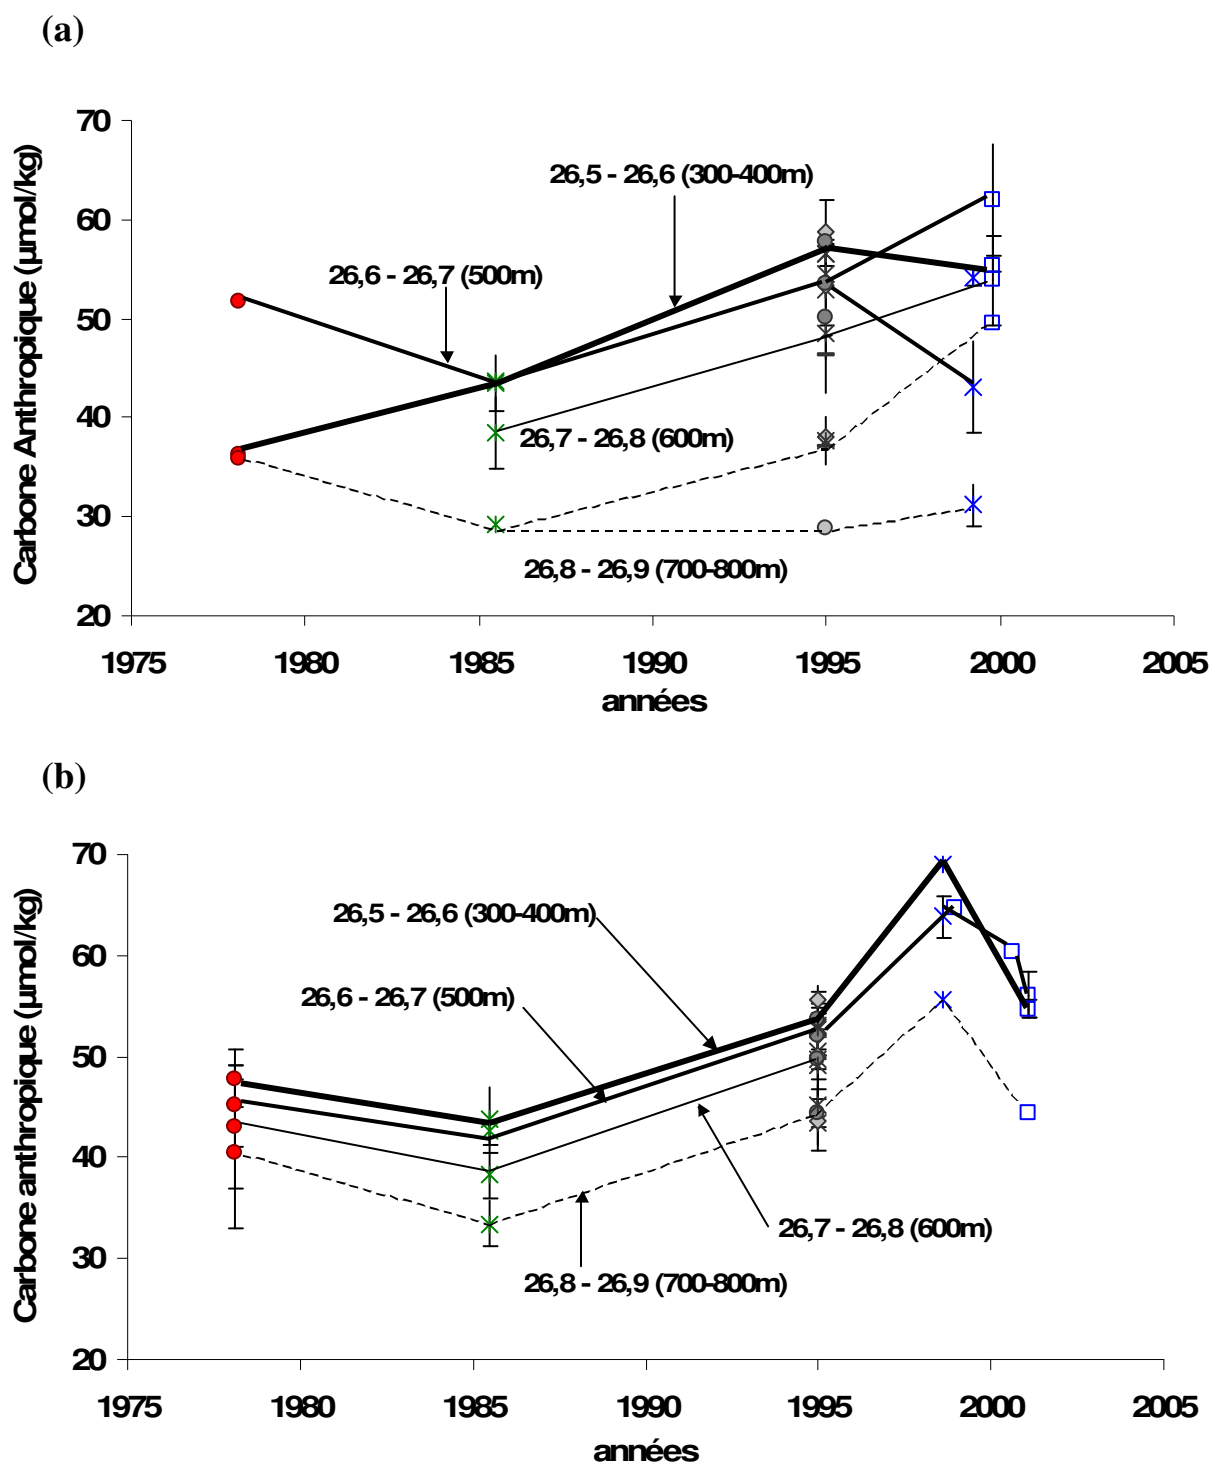 (a)
Carbone Anthropique (µmol/kg)
70
60
50
40
30
20
26,5 - 26,6 (300-400m)
26,6 - 26,7 (500m)
26,7 - 26,8 (600m)
26,8 - 26,9 (700-800m)
1975 1980 1985 1990 1995 2000 2005
années
(b)
Carbone anthropique (µmol/kg)
70
60
50
40
30
20
26,5 - 26,6 (300-400m)
26,6 - 26,7 (500m)
26,7 - 26,8 (600m)
26,8 - 26,9 (700-800m)
1975 1980 1985 1990 1995 2000 2005
années